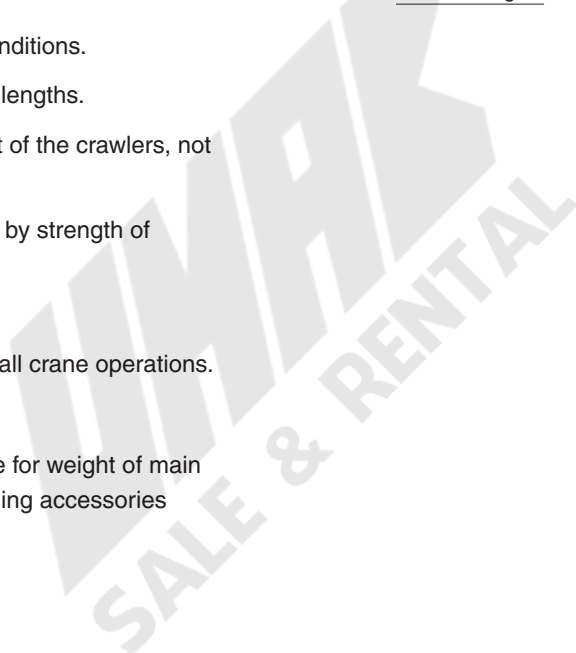 nditions.
lengths.
t of the crawlers, not
by strength of
all crane operations.
e for weight of main
ing accessories
UMAK
SALE & RENTAL